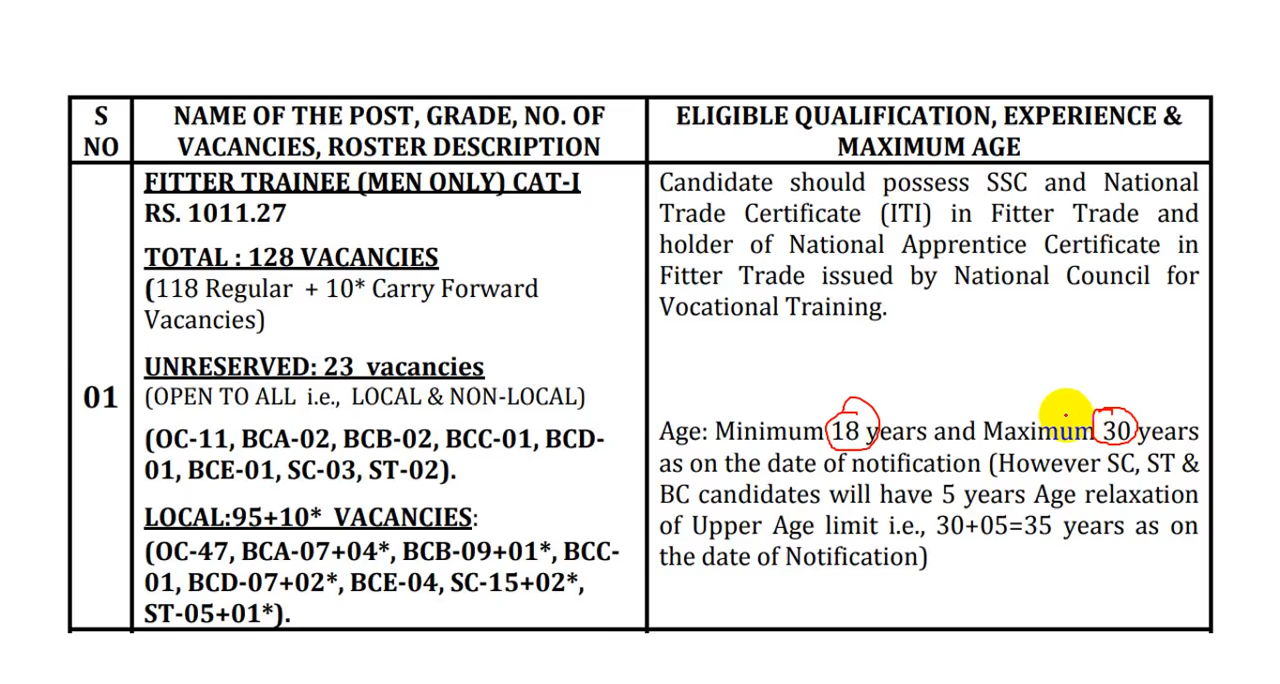 S
NO
NAME OF THE POST, GRADE, NO. OF
VACANCIES, ROSTER DESCRIPTION
ELIGIBLE QUALIFICATION, EXPERIENCE &
MAXIMUM AGE
01
FITTER TRAINEE (MEN ONLY) CAT-I
RS. 1011.27
TOTAL : 128 VACANCIES
(118 Regular + 10* Carry Forward
Vacancies)
UNRESERVED: 23 vacancies
(OPEN TO ALL i.e., LOCAL & NON-LOCAL)
(OC-11, BCA-02, BCB-02, BCC-01, BCD-
01, BCE-01, SC-03, ST-02).
LOCAL:95+10* VACANCIES:
(OC-47, BCA-07+04*, BCB-09+01*, BCC-
01, BCD-07+02*, BCE-04, SC-15+02*,
ST-05+01*).
Candidate should possess SSC and National
Trade Certificate (ITI) in Fitter Trade and
holder of National Apprentice Certificate in
Fitter Trade issued by National Council for
Vocational Training.
Age: Minimum 18 years and Maximum 30 years
as on the date of notification (However SC, ST &
BC candidates will have 5 years Age relaxation
of Upper Age limit i.e., 30+05=35 years as on
the date of Notification)